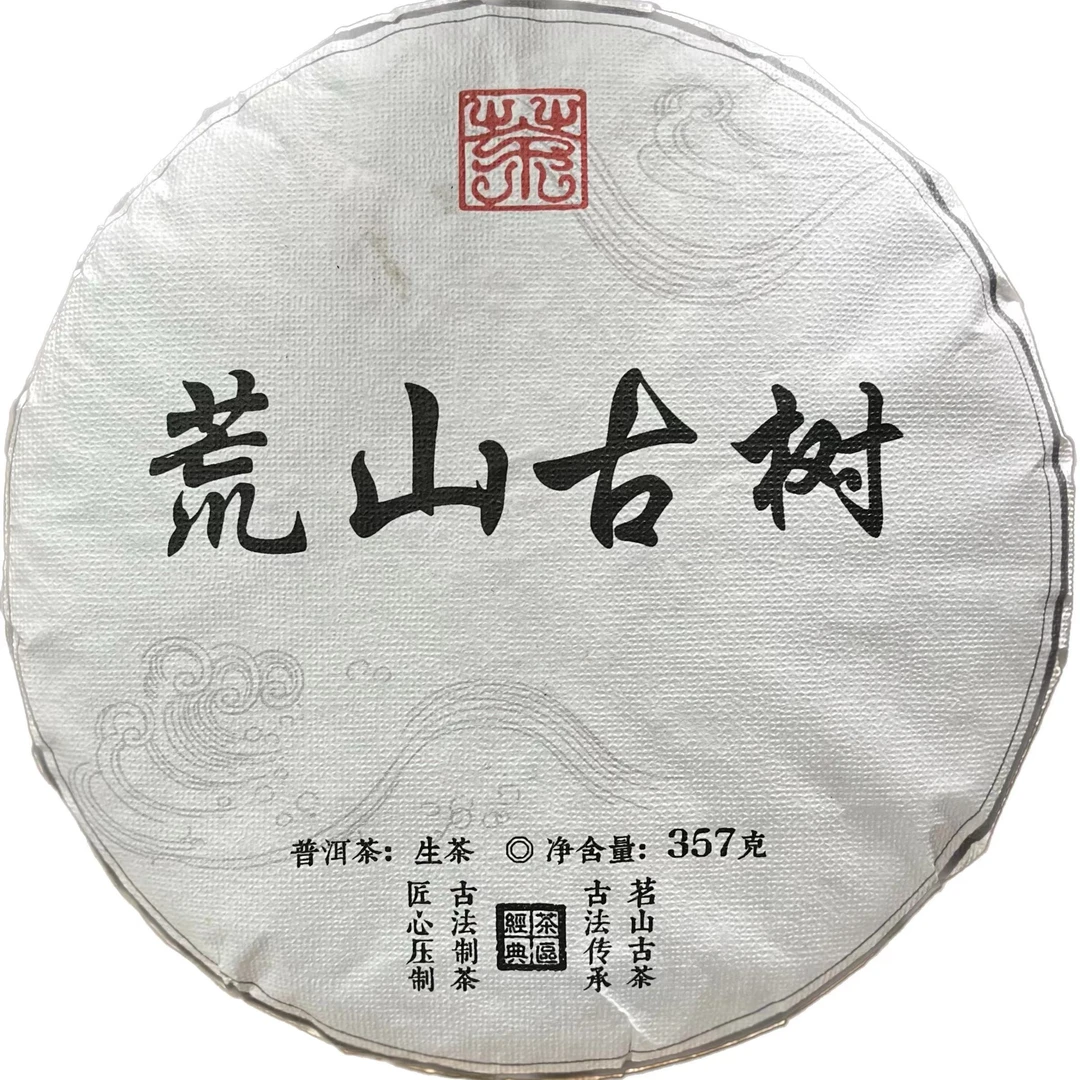 茶
荒山古树
普洱茶：生茶 ◎ 净含量：357克
茗山古茶
古法传承
茶區經典
古法制茶
匠心压制